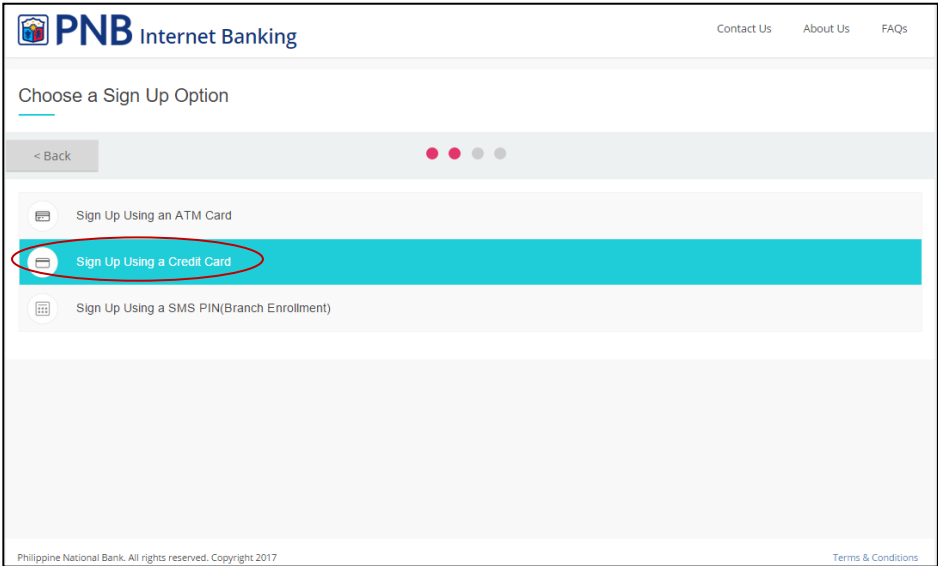 PNB Internet Banking
Contact Us About Us FAQs
Choose a Sign Up Option
< Back
Sign Up Using an ATM Card
Sign Up Using a Credit Card
Sign Up Using a SMS PIN(Branch Enrollment)
Philippine National Bank. All rights reserved. Copyright 2017
Terms & Conditions